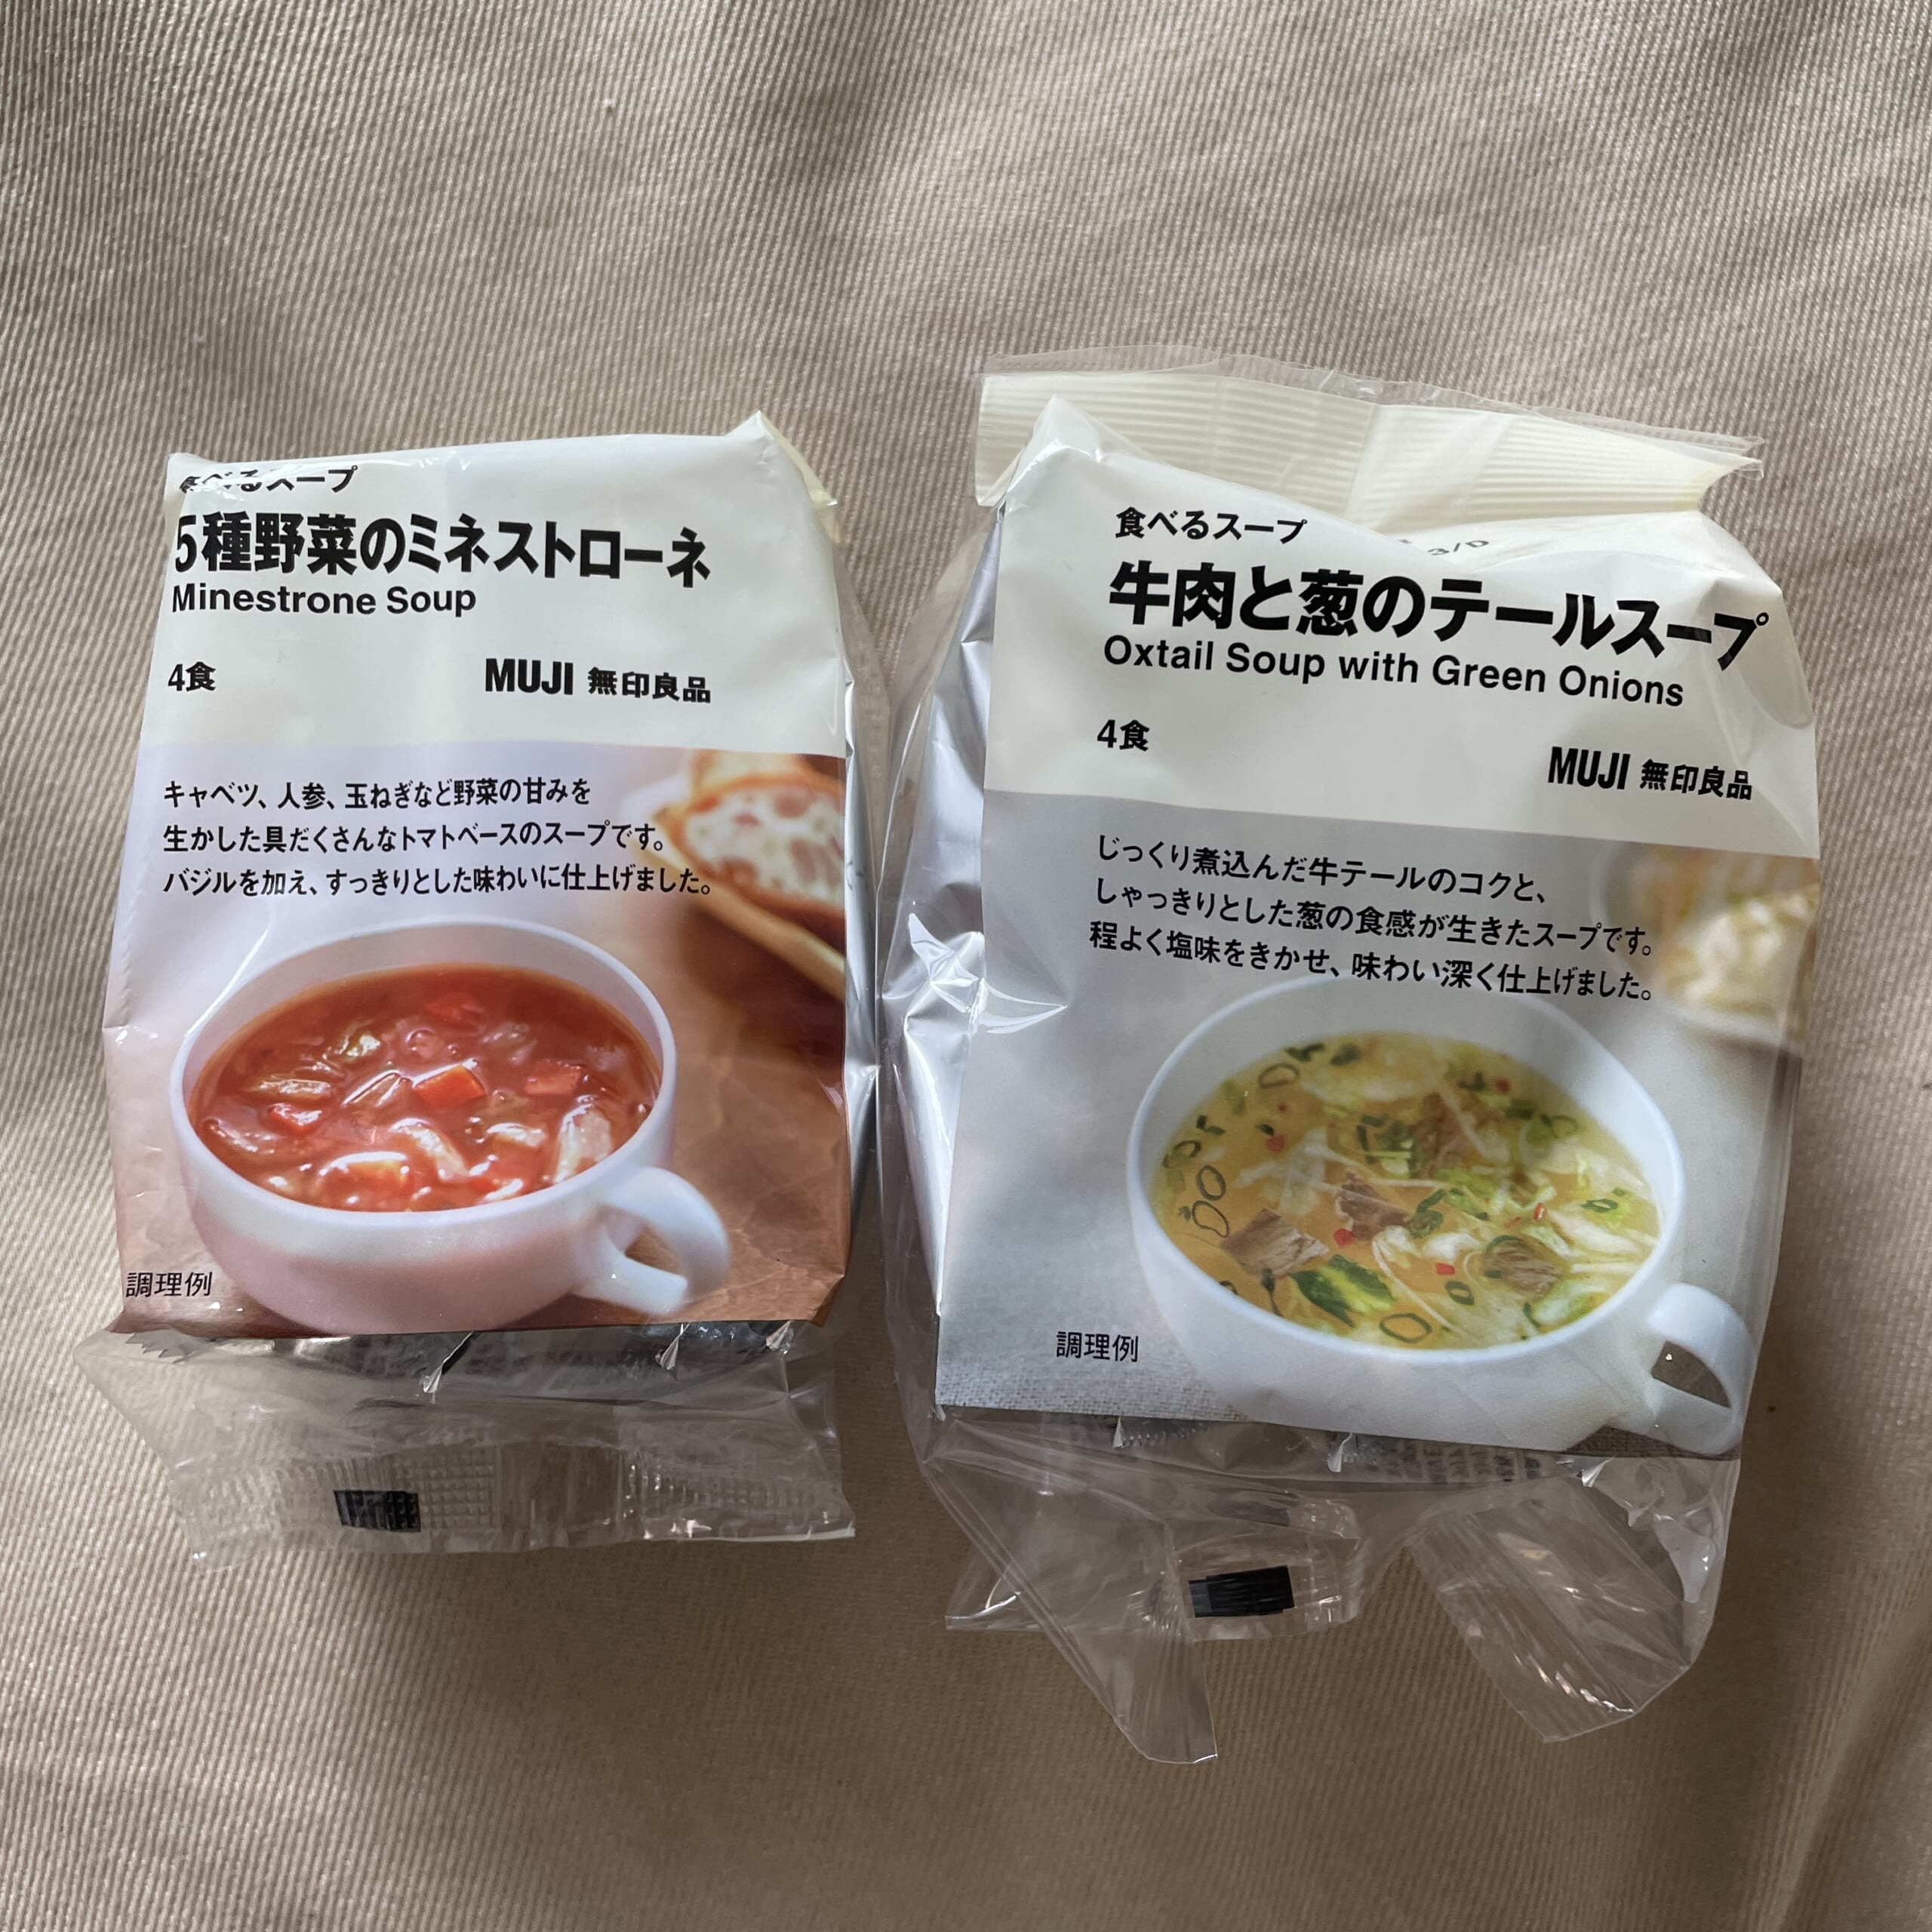 食べるスープ
5種野菜のミネストローネ
Minestrone Soup
4食
MUJI 無印良品
キャベツ、人参、玉ねぎなど野菜の甘みを
生かした具だくさんなトマトベースのスープです。
バジルを加え、すっきりとした味わいに仕上げました。
調理例
食べるスープ
牛肉と葱のテールスープ
Oxtail Soup with Green Onions
4食
MUJI 無印良品
じっくり煮込んだ牛テールのコクと、
しゃっきりとした葱の食感が生きたスープです。
程よく塩味をきかせ、味わい深く仕上げました。
調理例